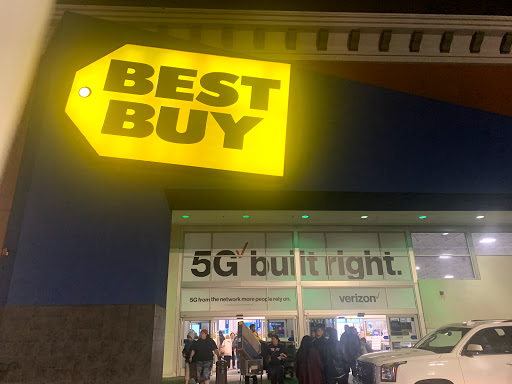 BEST
BUY
5G built right.
5G from the network more people rely on.
verizon